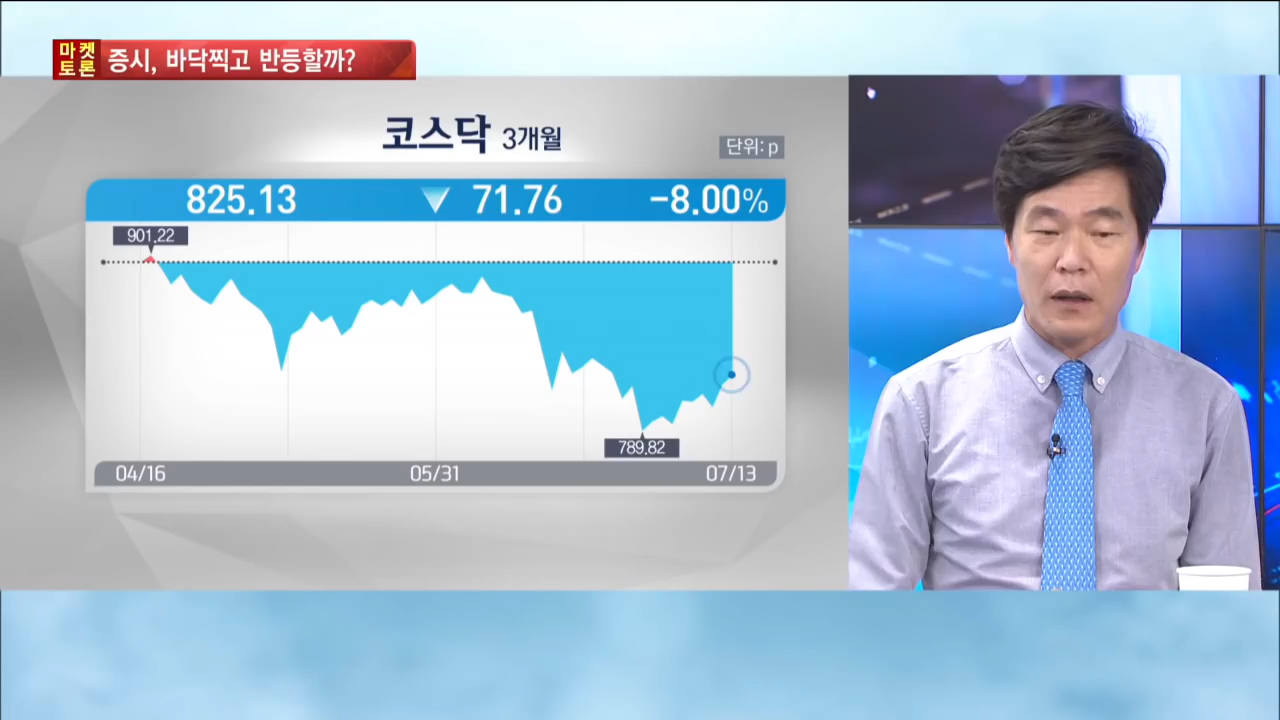 마켓토론
증시, 바닥찍고 반등할까?
코스닥 3개월
단위:p
825.13 ▼ 71.76 -8.00%
901.22
789.82
04/16 05/31 07/13